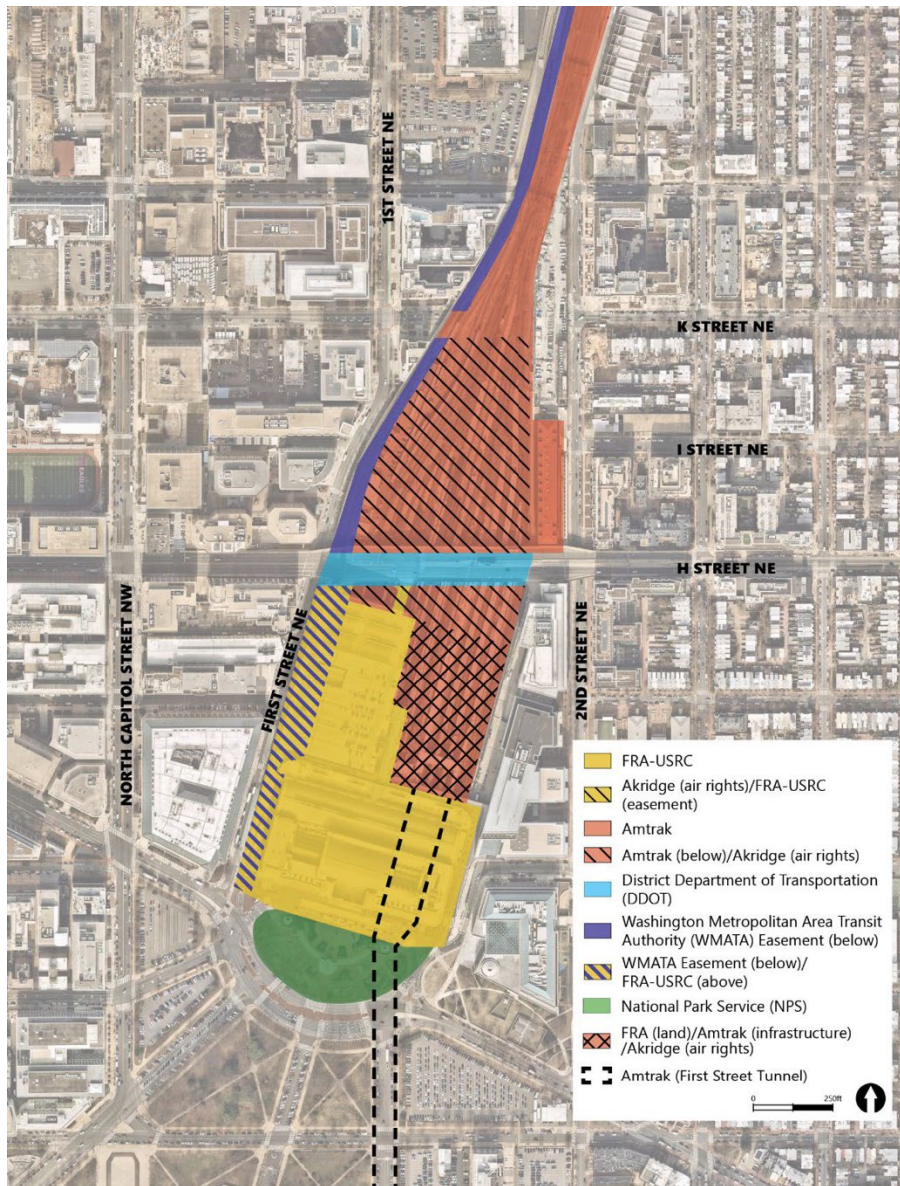 1ST STREET NE
K STREET NE
I STREET NE
H STREET NE
FIRST STREET NE
2ND STREET NE
NORTH CAPITOL STREET NW
FRA-USRC
Akridge (air rights)/FRA-USRC
(easement)
Amtrak
Amtrak (below)/Akridge (air rights)
District Department of Transportation
(DDOT)
Washington Metropolitan Area Transit
Authority (WMATA) Easement (below)
WMATA Easement (below)/
FRA-USRC (above)
National Park Service (NPS)
FRA (land)/Amtrak (infrastructure)
/Akridge (air rights)
Amtrak (First Street Tunnel)
0 250ft